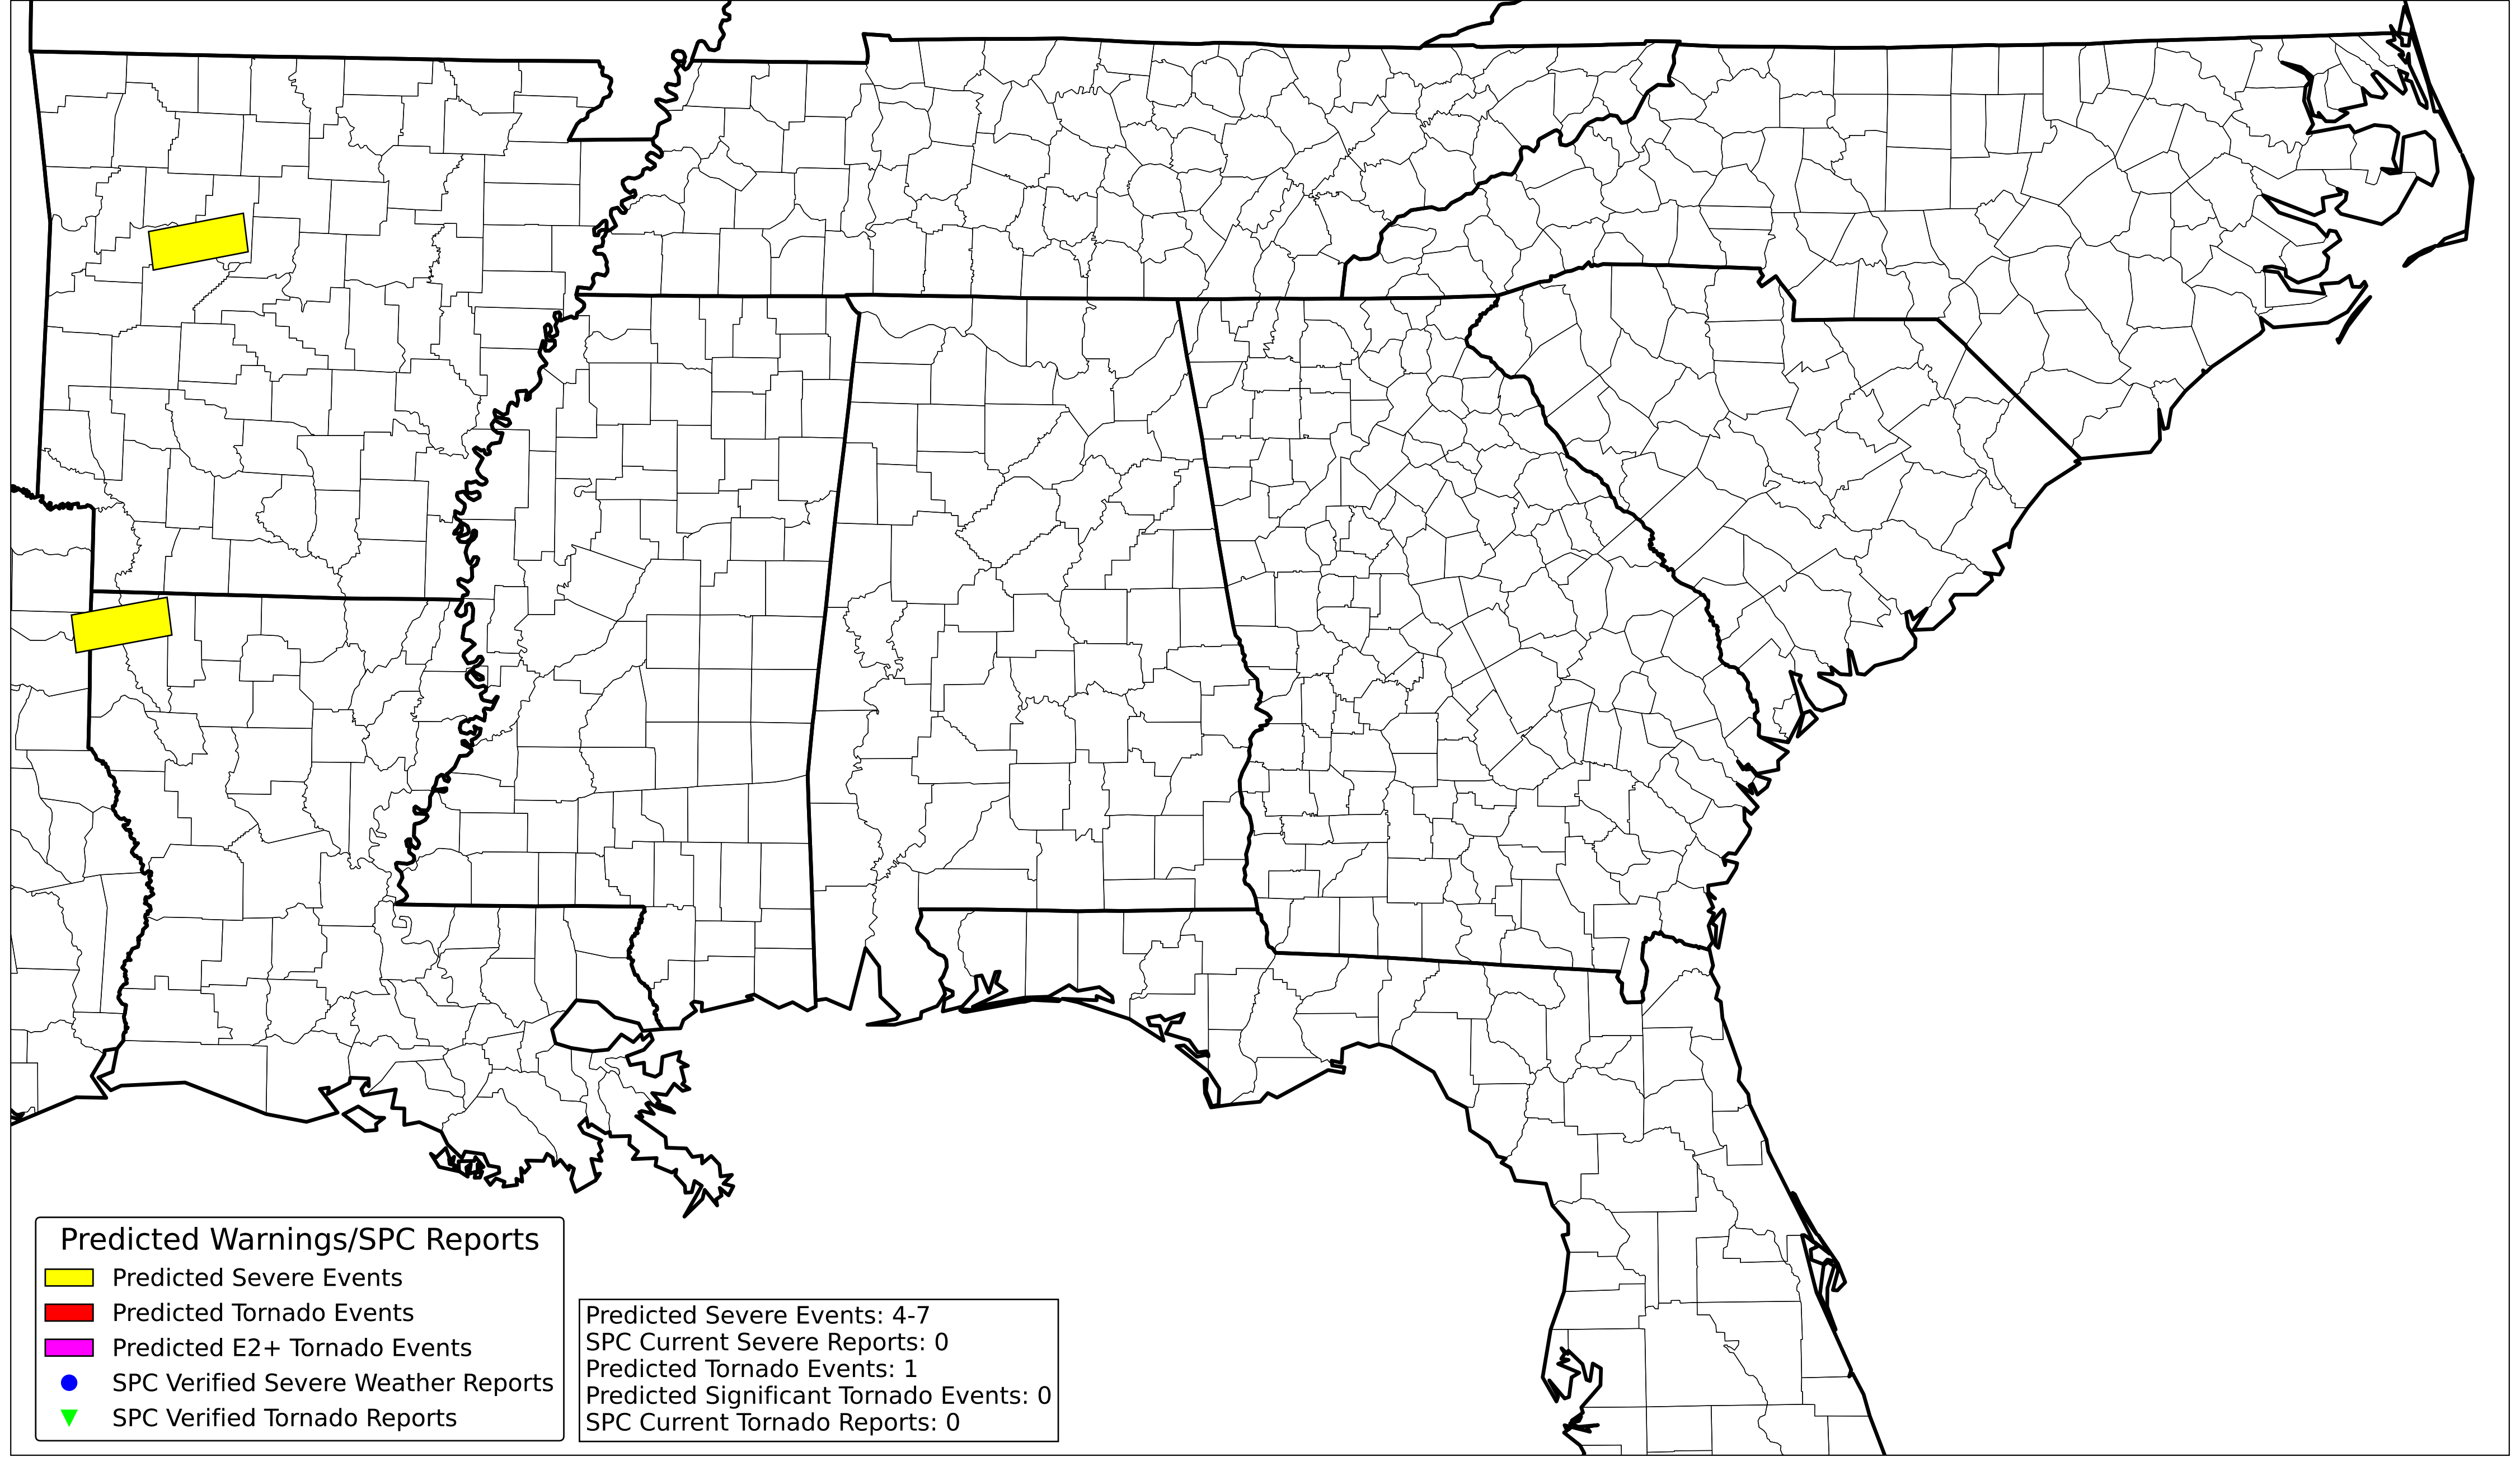 Predicted Warnings/SPC Reports
Predicted Severe Events
Predicted Tornado Events
Predicted E2+ Tornado Events
SPC Verified Severe Weather Reports
SPC Verified Tornado Reports
Predicted Severe Events: 4-7
SPC Current Severe Reports: 0
Predicted Tornado Events: 1
Predicted Significant Tornado Events: 0
SPC Current Tornado Reports: 0